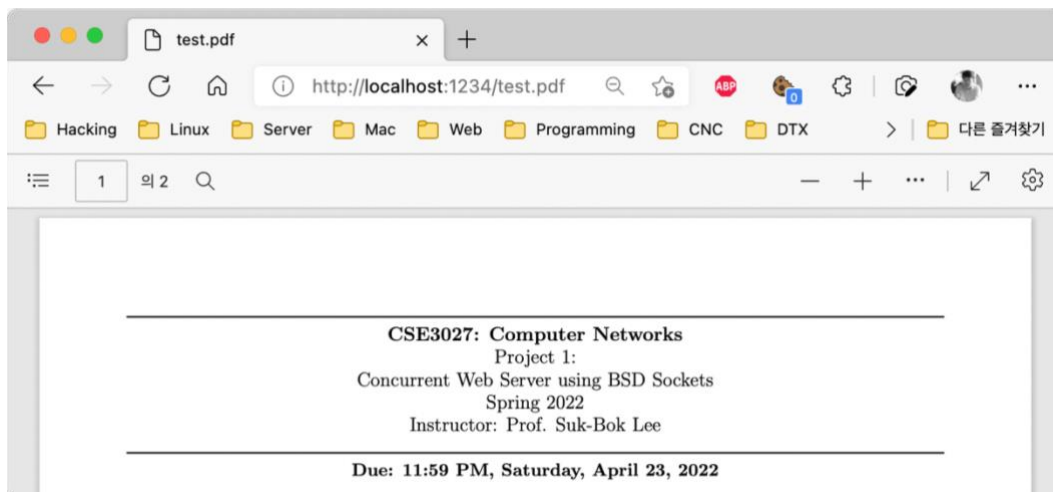 test.pdf
http://localhost:1234/test.pdf
ABP
0
Hacking Linux Server Mac Web Programming CNC DTX 다른 즐겨찾기
1 의 2
CSE3027: Computer Networks
Project 1:
Concurrent Web Server using BSD Sockets
Spring 2022
Instructor: Prof. Suk-Bok Lee
Due: 11:59 PM, Saturday, April 23, 2022